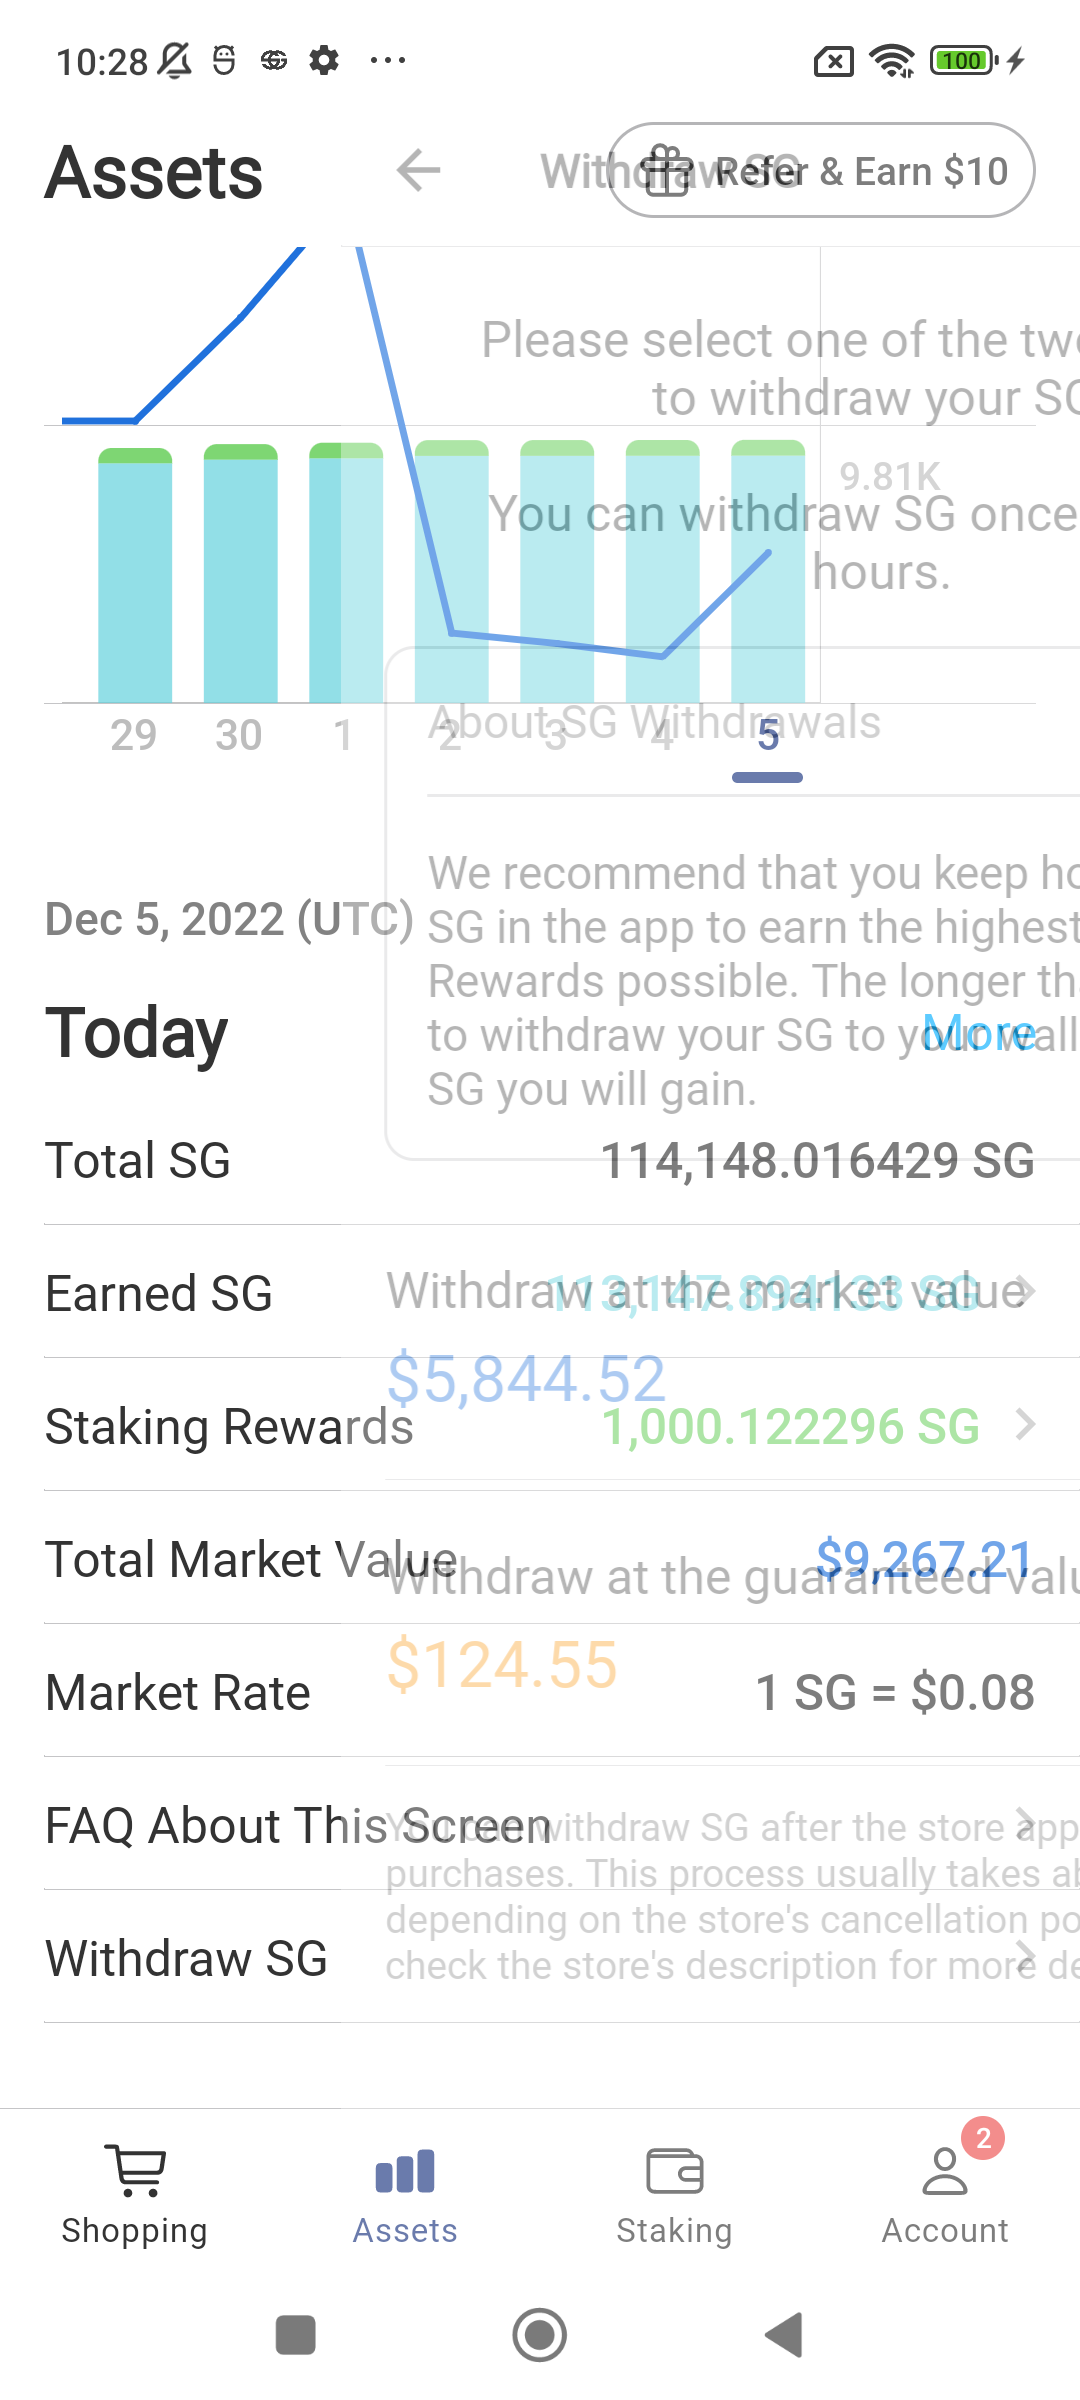 10:28
100
Assets
Withdraw SG
Refer & Earn $10
Please select one of the tw
to withdraw your SG
9.81K
You can withdraw SG once
hours.
About SG Withdrawals
29 30 1 2 3 4 5
We recommend that you keep ho
Dec 5, 2022 (UTC)
SG in the app to earn the highest
Rewards possible. The longer th
Today
More
to withdraw your SG to your wall
SG you will gain.
Total SG
114,148.016429 SG
Earned SG
113,147.894133 SG
Withdraw at the market value
$5,844.52
Staking Rewards
1,000.122296 SG
Total Market Value
$9,267.21
Withdraw at the guaranteed valu
$124.55
Market Rate
1 SG = $0.08
FAQ About This Screen
You can withdraw SG after the store app
purchases. This process usually takes ab
depending on the store's cancellation po
check the store's description for more de
Withdraw SG
2
Shopping
Assets
Staking
Account